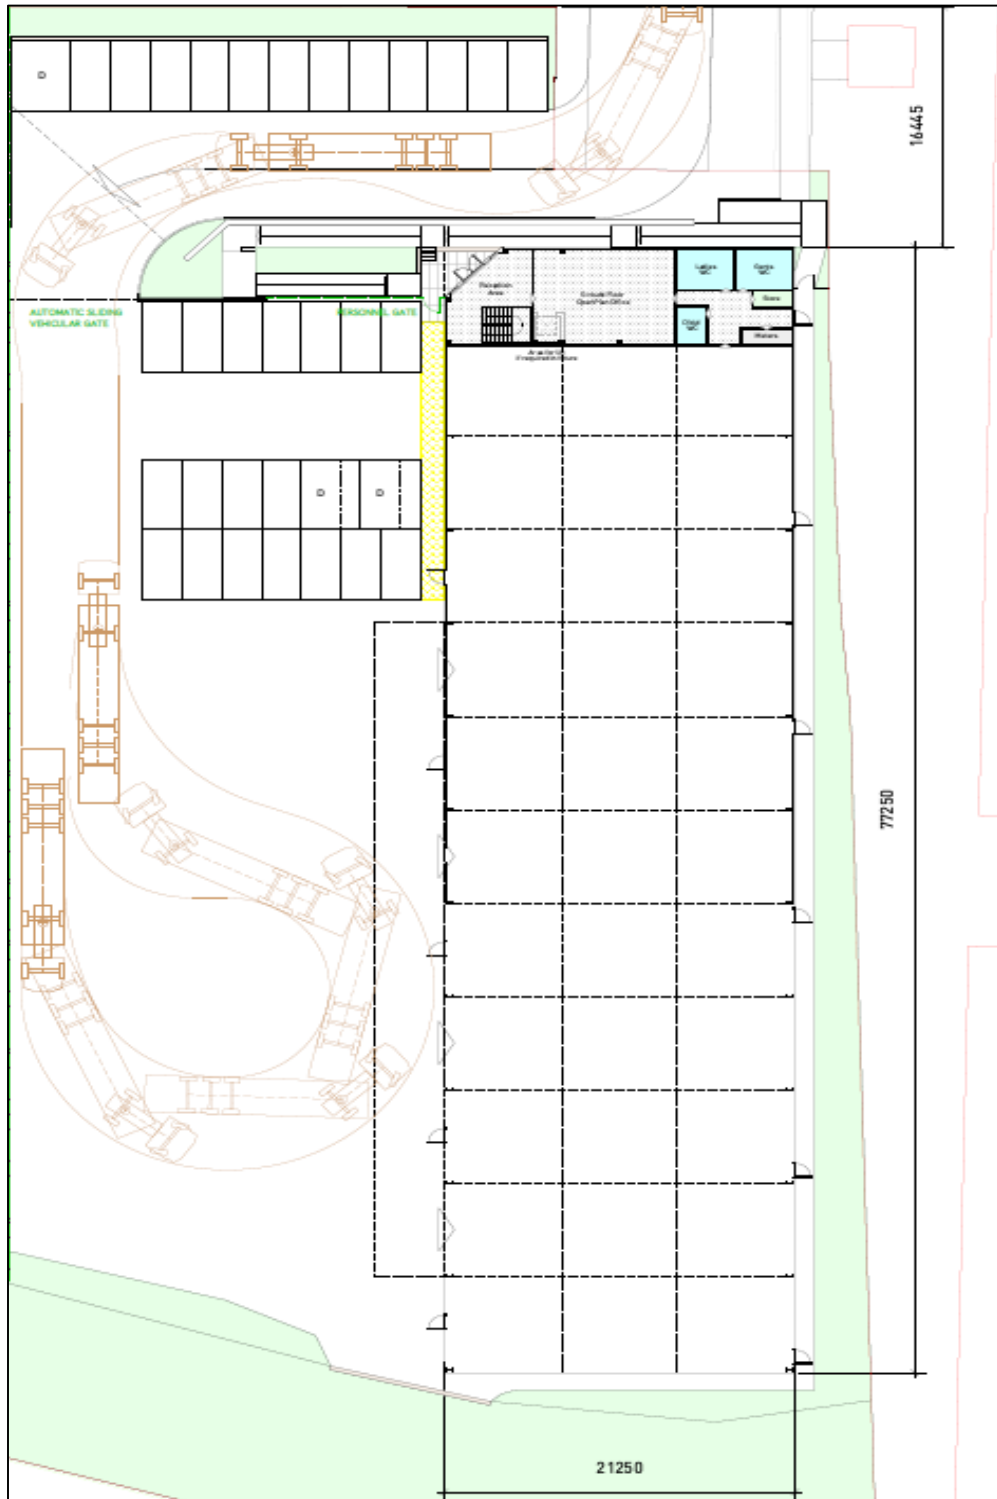 16445
D
Reception
Area
Ground Floor
Open Plan Office
Ladies
WC
Gents
WC
Store
AUTOMATIC SLIDING
VEHICULAR GATE
PERSONNEL GATE
WC
D
D
77250
21250